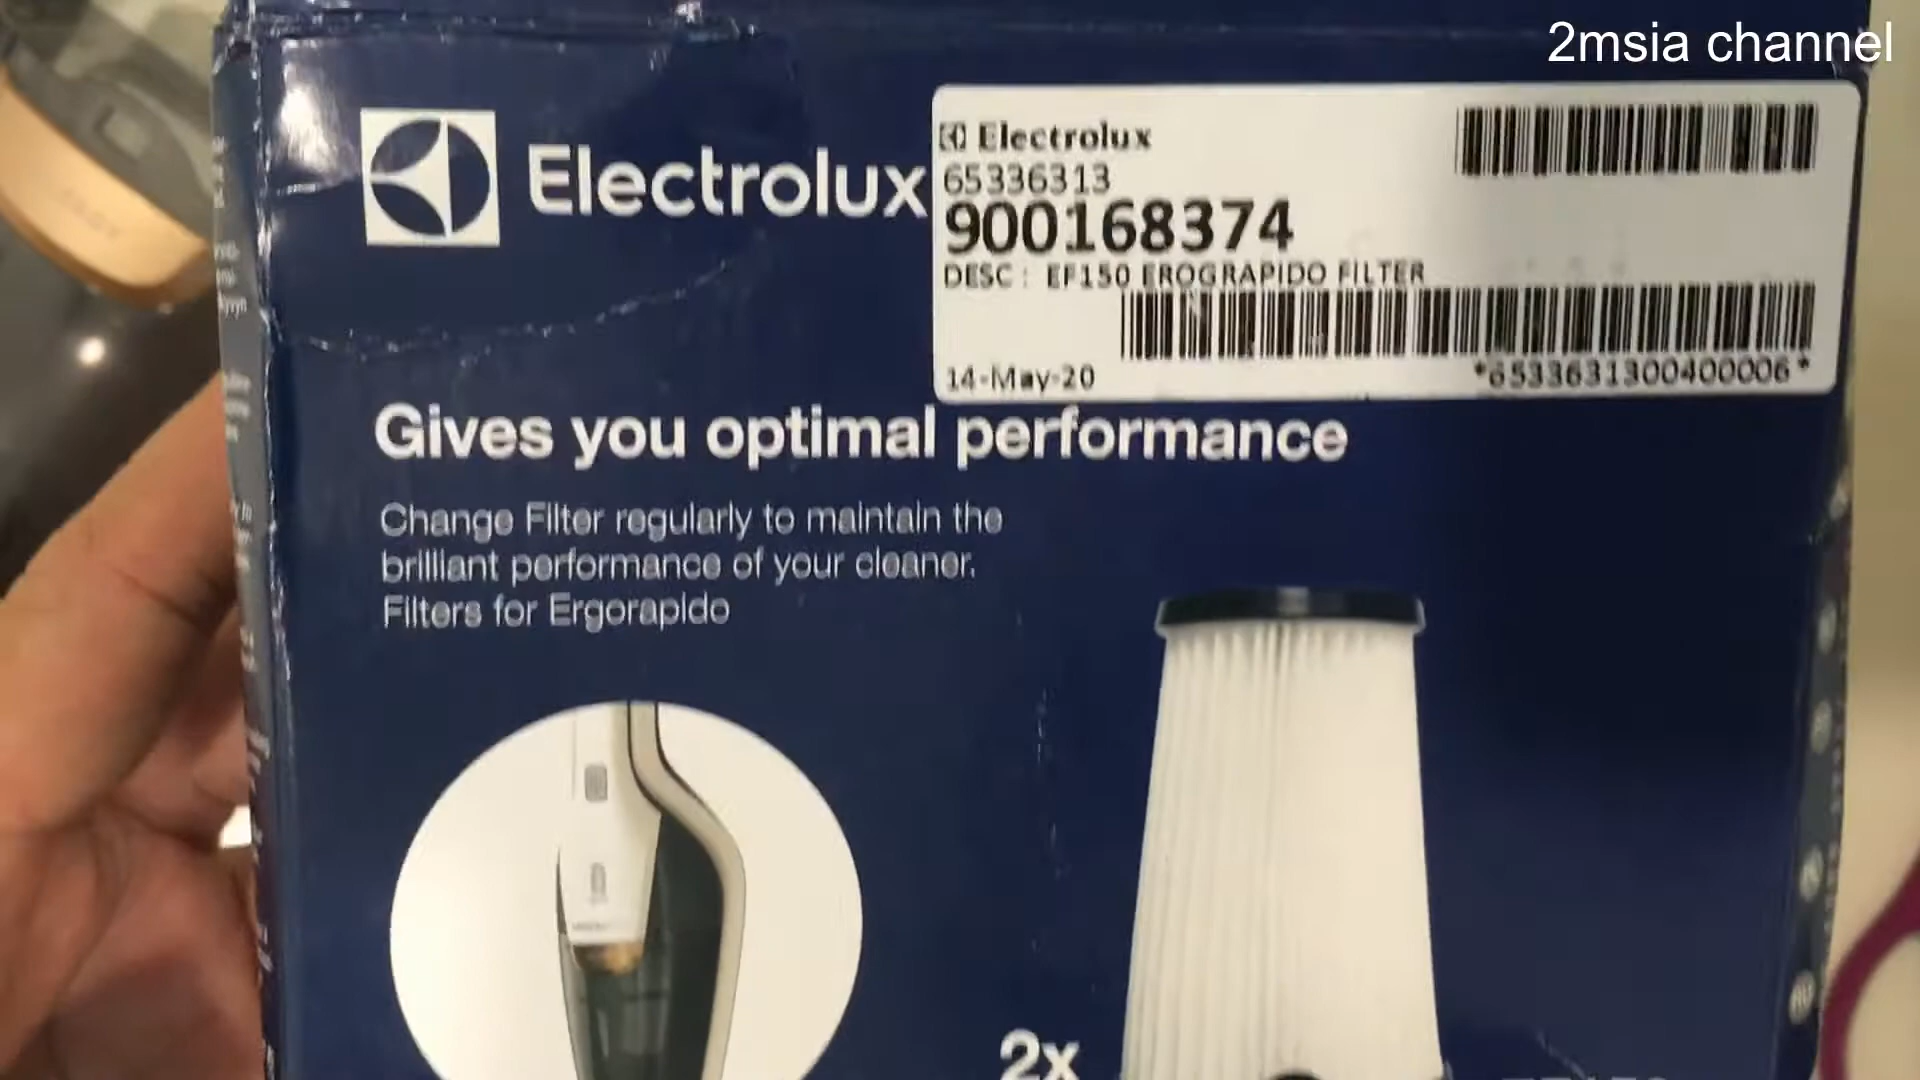 2msia channel
Electrolux
Electrolux
65336313
900168374
DESC : EF150 EROGRAPIDO FILTER
14-May-20
*6533631300400006*
Gives you optimal performance
Change Filter regularly to maintain the
brilliant performance of your cleaner.
Filters for Ergorapido
2x